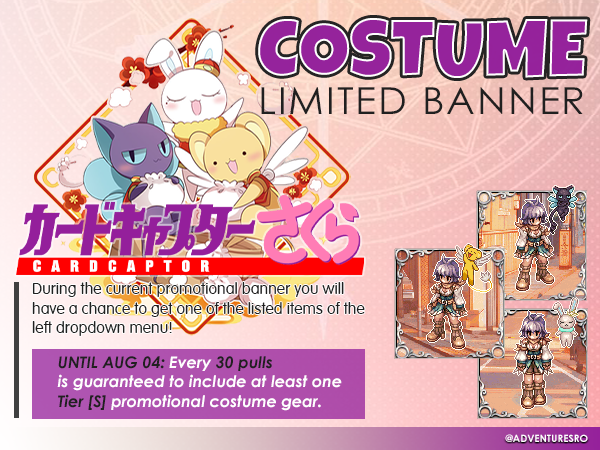 COSTUME
LIMITED BANNER
カードキャプターさくら
CARDCAPTOR
During the current promotional banner you will
have a chance to get one of the listed items of the
left dropdown menu!
UNTIL AUG 04: Every 30 pulls
is guaranteed to include at least one
Tier [S] promotional costume gear.
@ADVENTURESRO